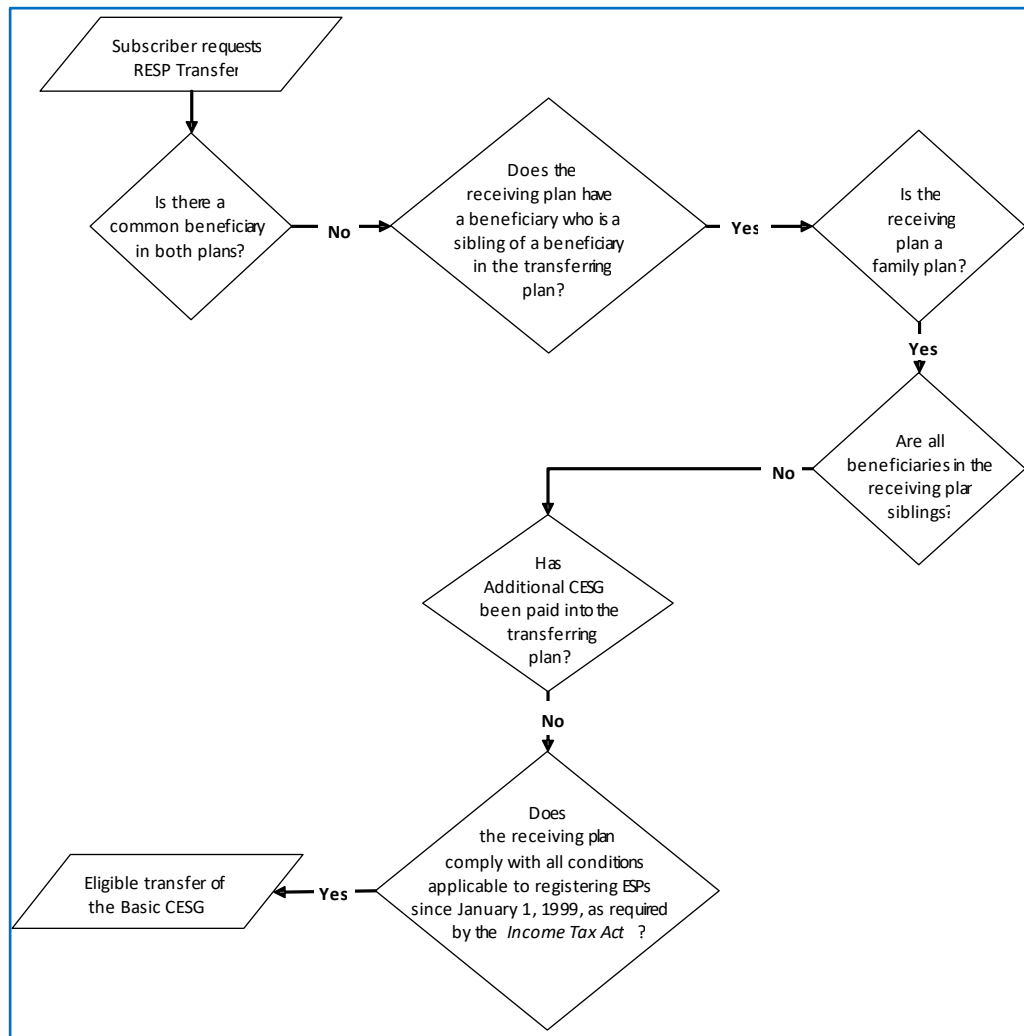 Subscriber requests
RESP Transfer
Is there a
common beneficiary
in both plans?
No
Does the
receiving plan have
a beneficiary who is a
sibling of a beneficiary
in the transferring
plan?
Yes
Is the
receiving
plan a
family plan?
Yes
Are all
beneficiaries in the
receiving plar
siblings?
No
Has
Additional CESG
been paid into the
transferring
plan?
No
Does
the receiving plan
comply with all conditions
applicable to registering ESPs
since January 1, 1999, as required
by the Income Tax Act ?
Yes
Eligible transfer of
the Basic CESG